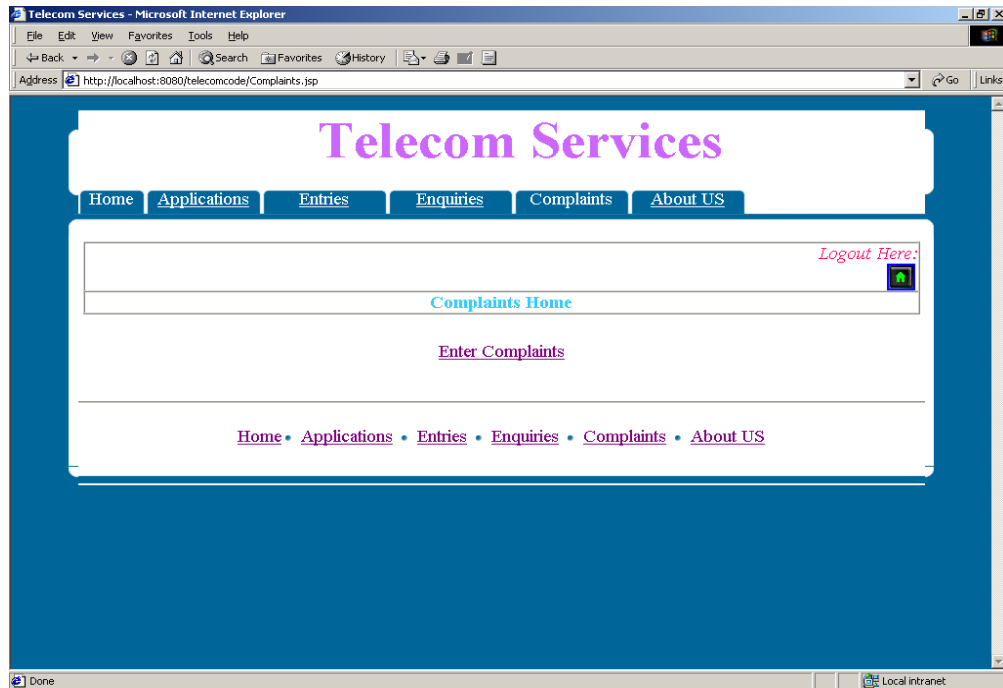 Telecom Services - Microsoft Internet Explorer
File Edit View Favorites Tools Help
Back Search Favorites History
Address http://localhost:8080/telecomcode/Complaints.jsp Go Links
Telecom Services
Home Applications Entries Enquiries Complaints About US
Logout Here:
Complaints Home
Enter Complaints
Home Applications Entries Enquiries Complaints About US
Done Local intranet